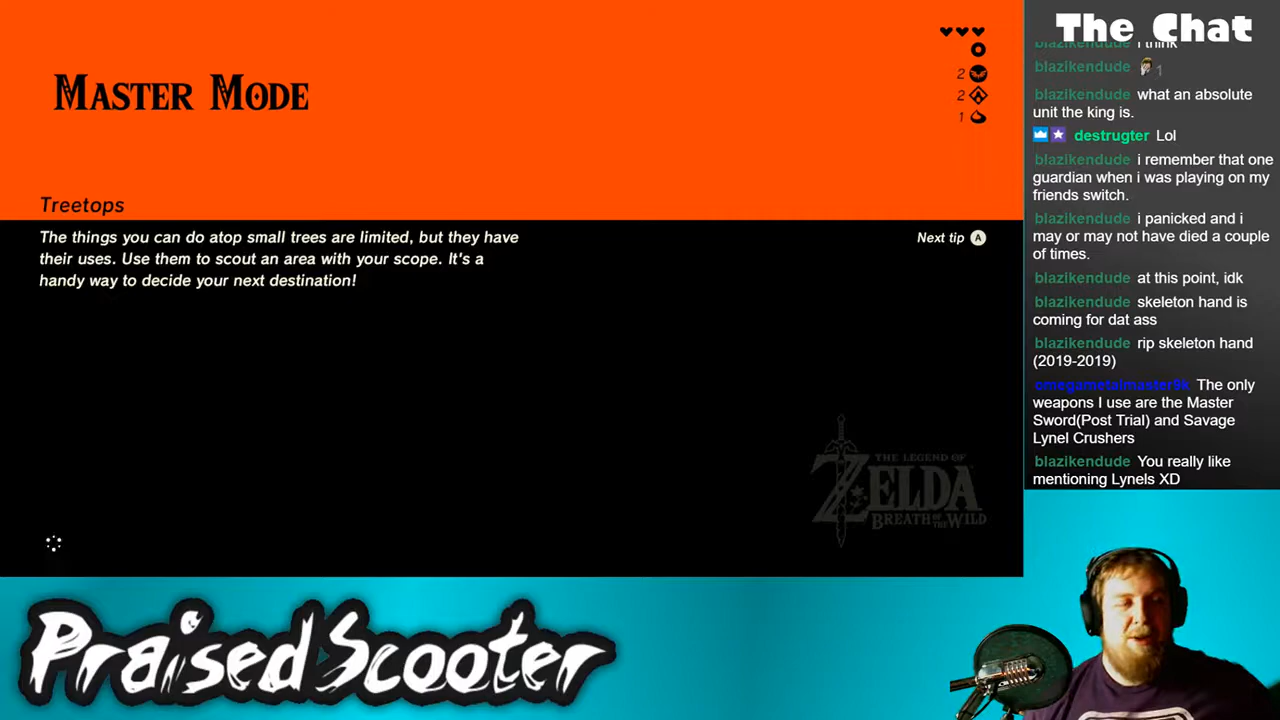 MASTER MODE
2
2
1
Treetops
The things you can do atop small trees are limited, but they have
their uses. Use them to scout an area with your scope. It's a
handy way to decide your next destination!
Next tip A
THE LEGEND OF
ZELDA
BREATH OF THE WILD
PraisedScooter
The Chat
blazikendude i think
blazikendude 1
blazikendude what an absolute
unit the king is.
destrugter Lol
blazikendude i remember that one
guardian when i was playing on my
friends switch.
blazikendude i panicked and i
may or may not have died a couple
of times.
blazikendude at this point, idk
blazikendude skeleton hand is
coming for dat ass
blazikendude rip skeleton hand
(2019-2019)
omegametalmaster9k The only
weapons I use are the Master
Sword(Post Trial) and Savage
Lynel Crushers
blazikendude You really like
mentioning Lynels XD